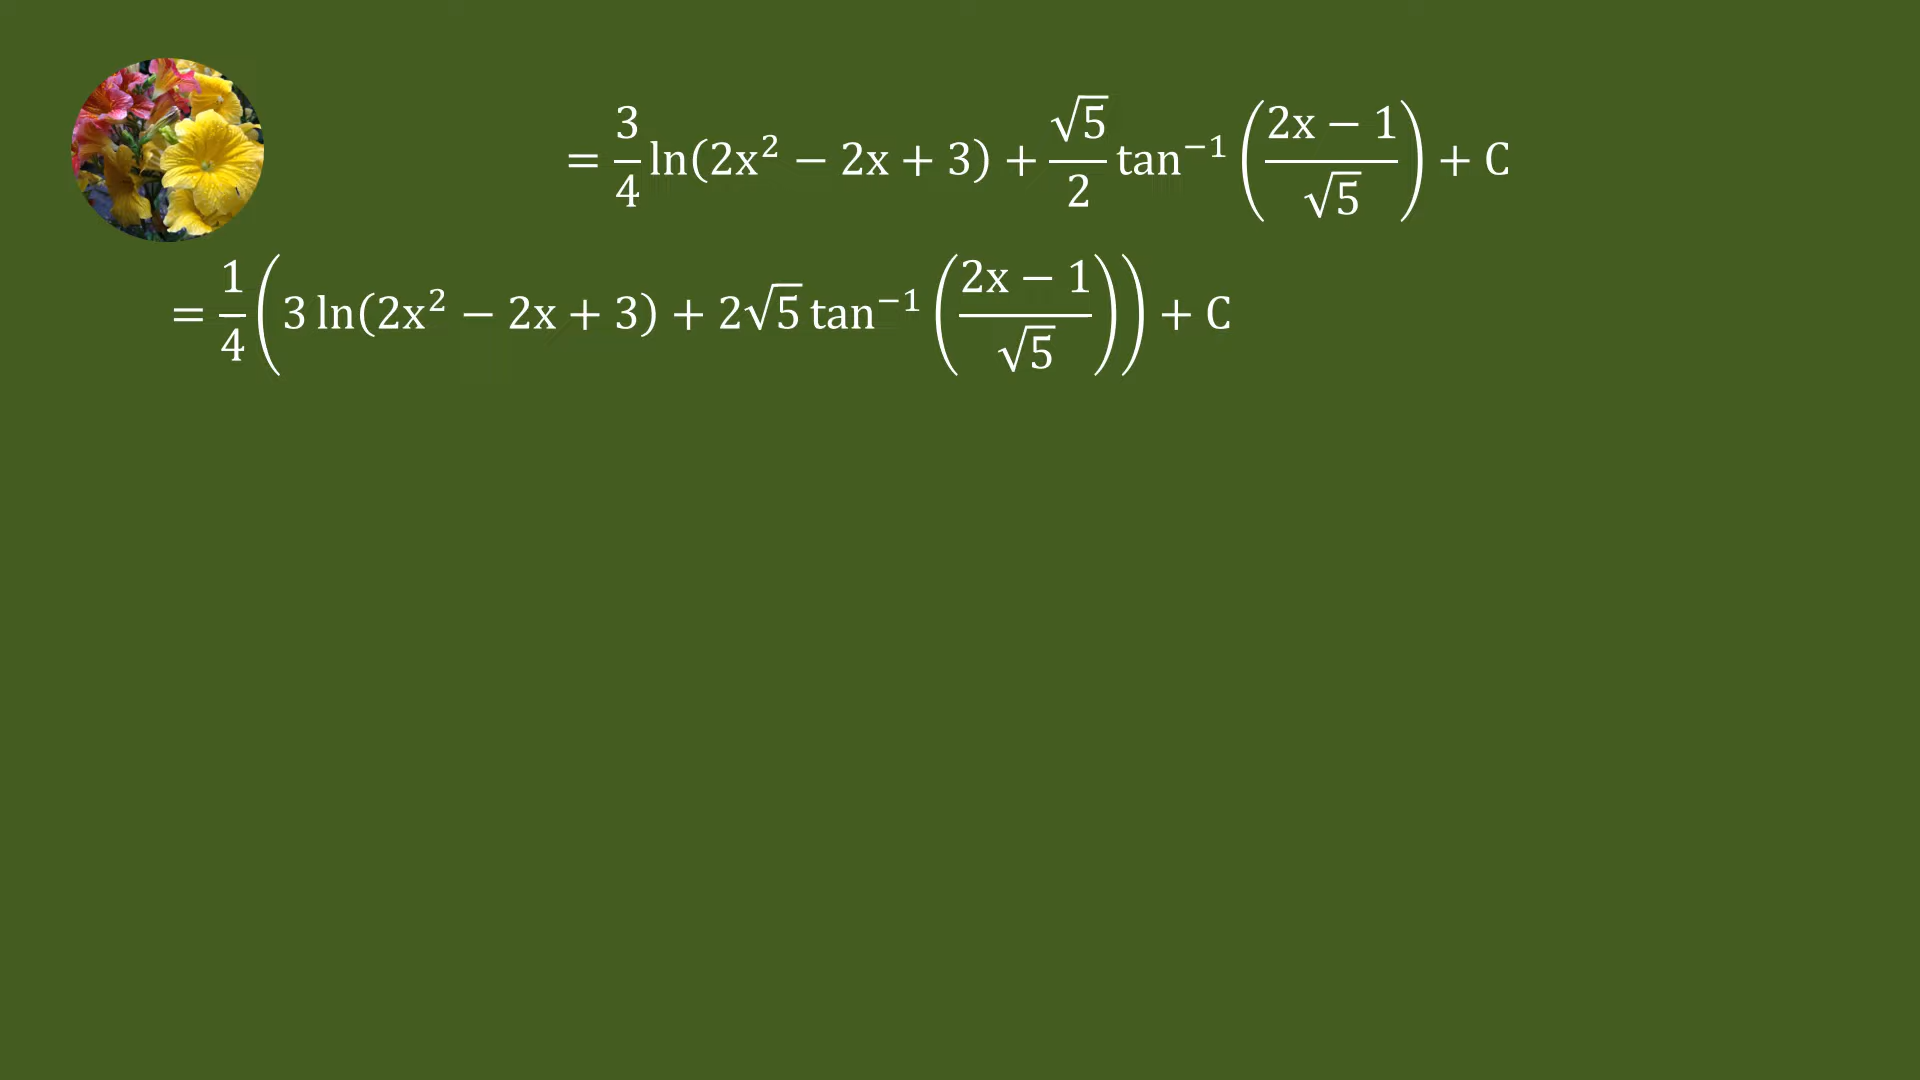 = 3/4 ln(2x² − 2x + 3) + √5/2 tan⁻¹((2x − 1)/√5) + C
= 1/4 (3 ln(2x² − 2x + 3) + 2√5 tan⁻¹((2x − 1)/√5)) + C